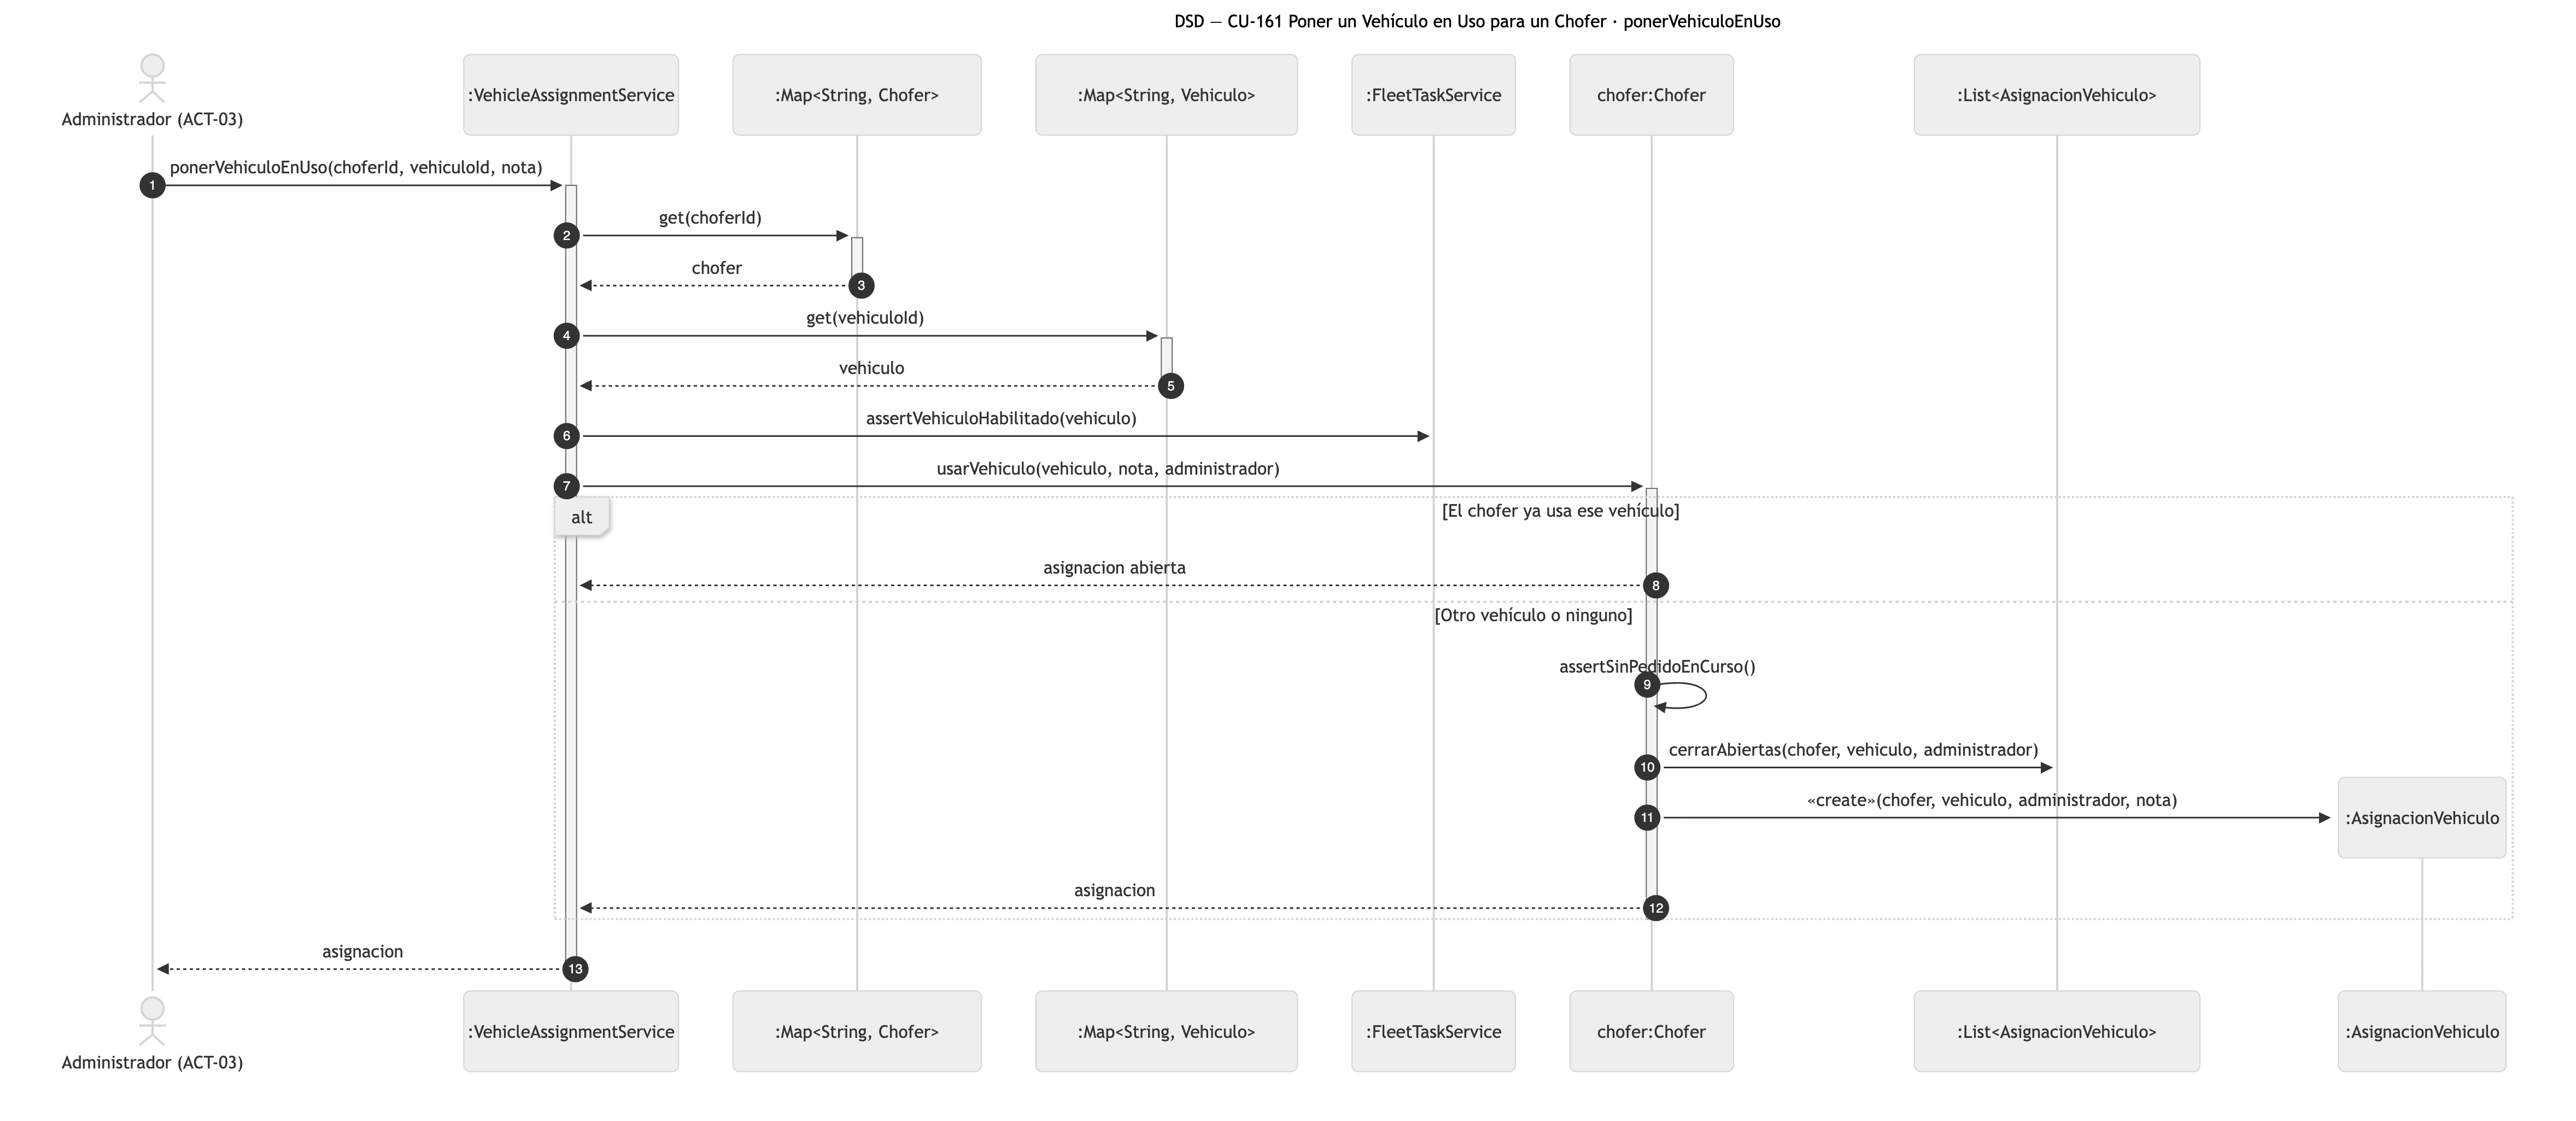 DSD — CU-161 Poner un Vehículo en Uso para un Chofer · ponerVehiculoEnUso
Administrador (ACT-03)
:VehicleAssignmentService
:Map<String, Chofer>
:Map<String, Vehiculo>
:FleetTaskService
chofer:Chofer
:List<AsignacionVehiculo>
1
ponerVehiculoEnUso(choferId, vehiculoId, nota)
2
get(choferId)
chofer
3
4
get(vehiculoId)
vehiculo
5
6
assertVehiculoHabilitado(vehiculo)
7
usarVehiculo(vehiculo, nota, administrador)
alt
[El chofer ya usa ese vehículo]
asignacion abierta
8
[Otro vehículo o ninguno]
assertSinPedidoEnCurso()
9
10
cerrarAbiertas(chofer, vehiculo, administrador)
11
«create»(chofer, vehiculo, administrador, nota)
:AsignacionVehiculo
asignacion
12
asignacion
13
Administrador (ACT-03)
:VehicleAssignmentService
:Map<String, Chofer>
:Map<String, Vehiculo>
:FleetTaskService
chofer:Chofer
:List<AsignacionVehiculo>
:AsignacionVehiculo